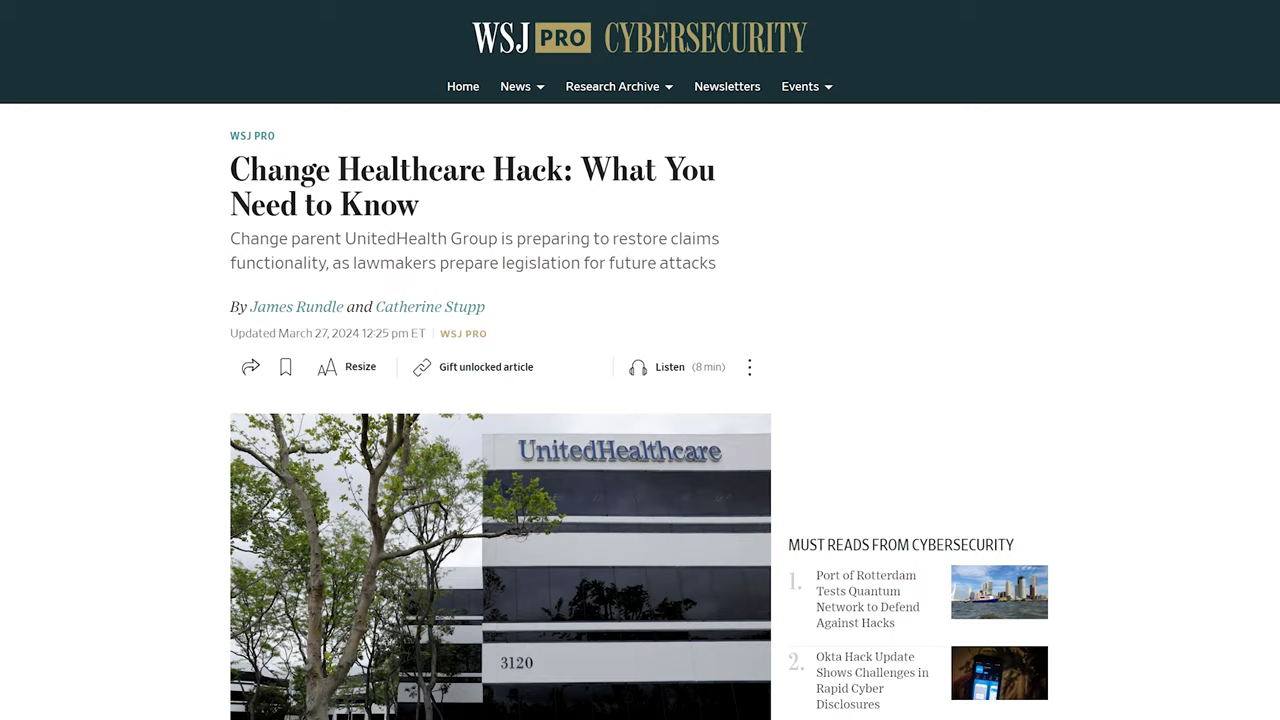 WSJ PRO CYBERSECURITY
Home News Research Archive Newsletters Events
WSJ PRO
Change Healthcare Hack: What You
Need to Know
Change parent UnitedHealth Group is preparing to restore claims
functionality, as lawmakers prepare legislation for future attacks
By James Rundle and Catherine Stupp
Updated March 27, 2024 12:25 pm ET WSJ PRO
AA Resize Gift unlocked article Listen (8 min)
UnitedHealthcare
3120
MUST READS FROM CYBERSECURITY
1. Port of Rotterdam
Tests Quantum
Network to Defend
Against Hacks
2. Okta Hack Update
Shows Challenges in
Rapid Cyber
Disclosures